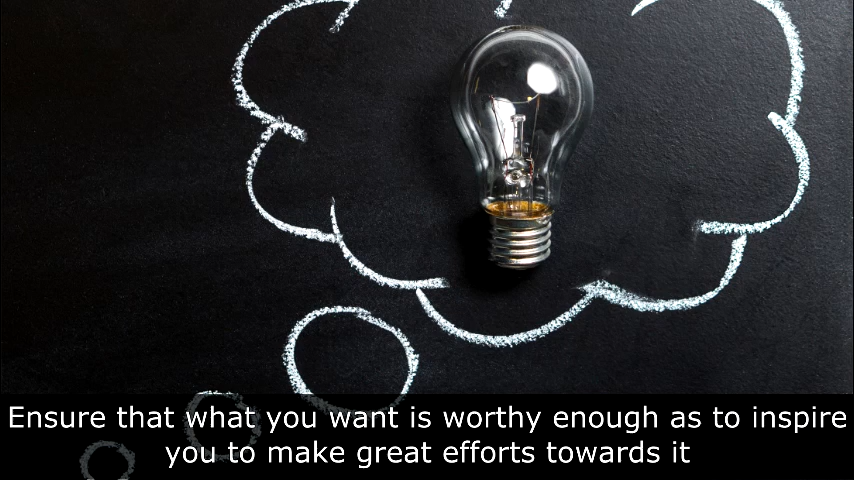 Ensure that what you want is worthy enough as to inspire
you to make great efforts towards it